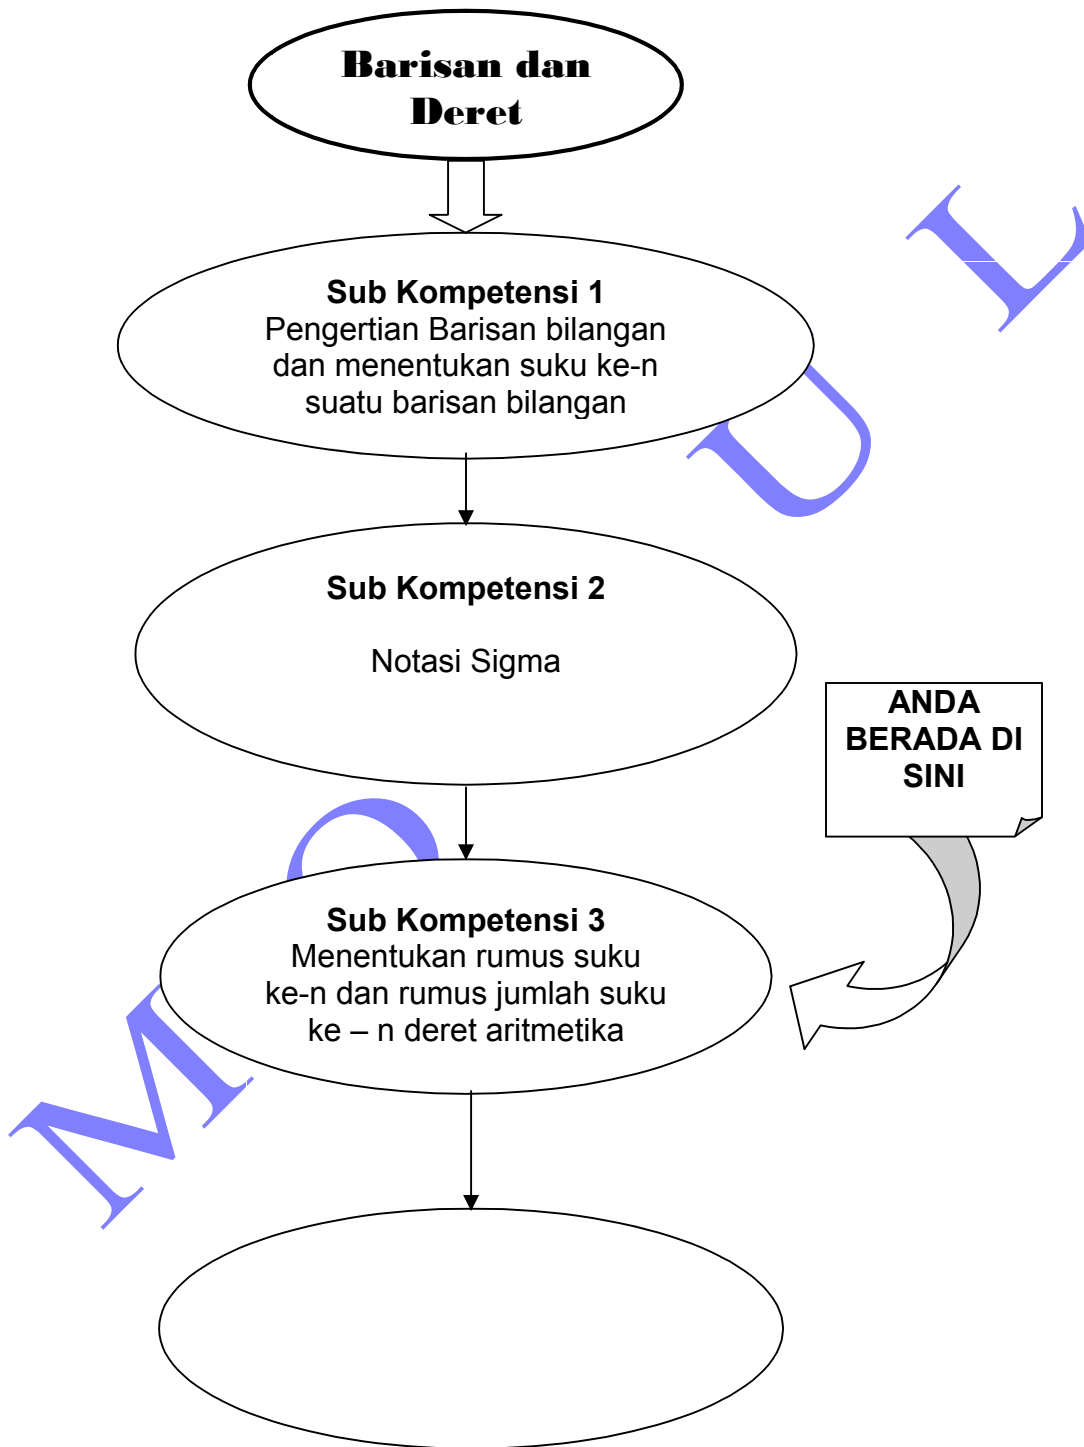 Barisan dan
Deret
Sub Kompetensi 1
Pengertian Barisan bilangan
dan menentukan suku ke-n
suatu barisan bilangan
Sub Kompetensi 2
Notasi Sigma
ANDA
BERADA DI
SINI
Sub Kompetensi 3
Menentukan rumus suku
ke-n dan rumus jumlah suku
ke – n deret aritmetika